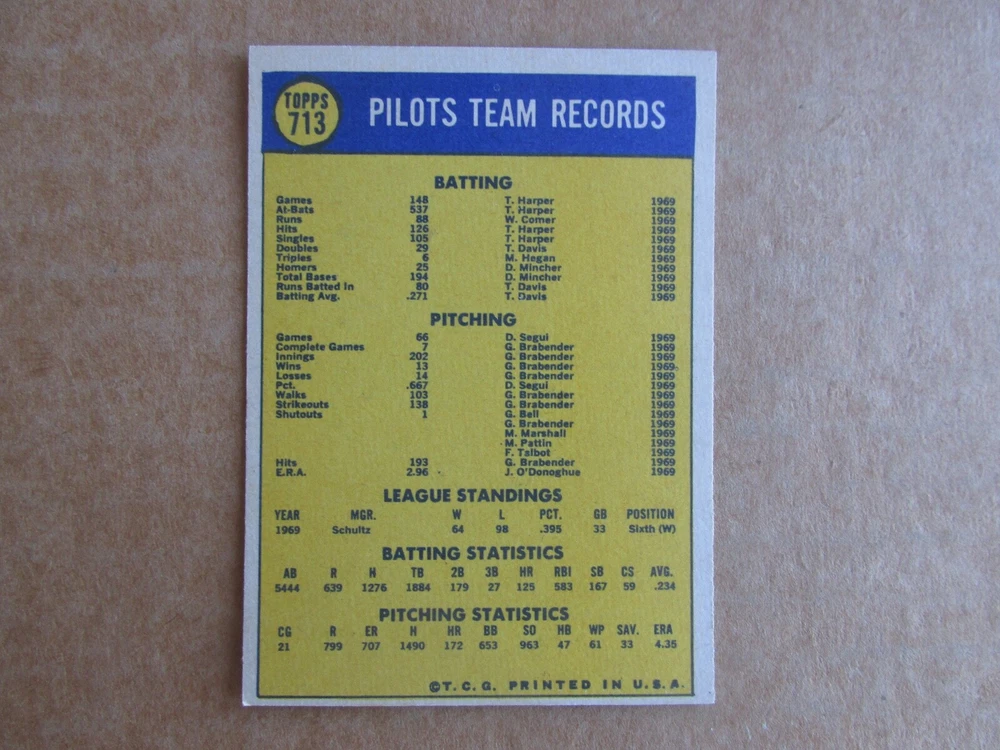 TOPPS
713
PILOTS TEAM RECORDS
BATTING
Games 148 T. Harper 1969
At-Bats 537 T. Harper 1969
Runs 88 W. Comer 1969
Hits 126 T. Harper 1969
Singles 105 T. Harper 1969
Doubles 29 T. Davis 1969
Triples 6 M. Hegan 1969
Homers 25 D. Mincher 1969
Total Bases 194 D. Mincher 1969
Runs Batted In 80 T. Davis 1969
Batting Avg. .271 T. Davis 1969
PITCHING
Games 66 D. Segui 1969
Complete Games 7 G. Brabender 1969
Innings 202 G. Brabender 1969
Wins 13 G. Brabender 1969
Losses 14 G. Brabender 1969
Pct. .667 D. Segui 1969
Walks 103 G. Brabender 1969
Strikeouts 138 G. Brabender 1969
Shutouts 1 G. Bell 1969
G. Brabender 1969
M. Marshall 1969
M. Pattin 1969
F. Talbot 1969
Hits 193 G. Brabender 1969
E.R.A. 2.96 J. O'Donoghue 1969
LEAGUE STANDINGS
YEAR MGR. W L PCT. GB POSITION
1969 Schultz 64 98 .395 33 Sixth (W)
BATTING STATISTICS
AB R H TB 2B 3B HR RBI SB CS AVG.
5444 639 1276 1884 179 27 125 583 167 59 .234
PITCHING STATISTICS
CG R ER H HR BB SO HB WP SAV. ERA
21 799 707 1490 172 653 963 47 61 33 4.35
©T. C. G. PRINTED IN U. S. A.